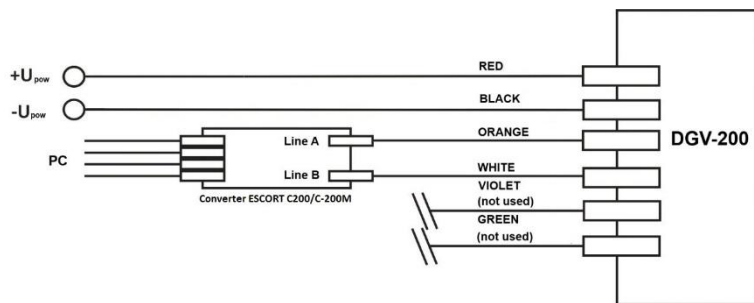 +Upow
RED
-Upow
BLACK
ORANGE
DGV-200
Line A
PC
WHITE
Line B
VIOLET
(not used)
Converter ESCORT C200/C-200M
GREEN
(not used)